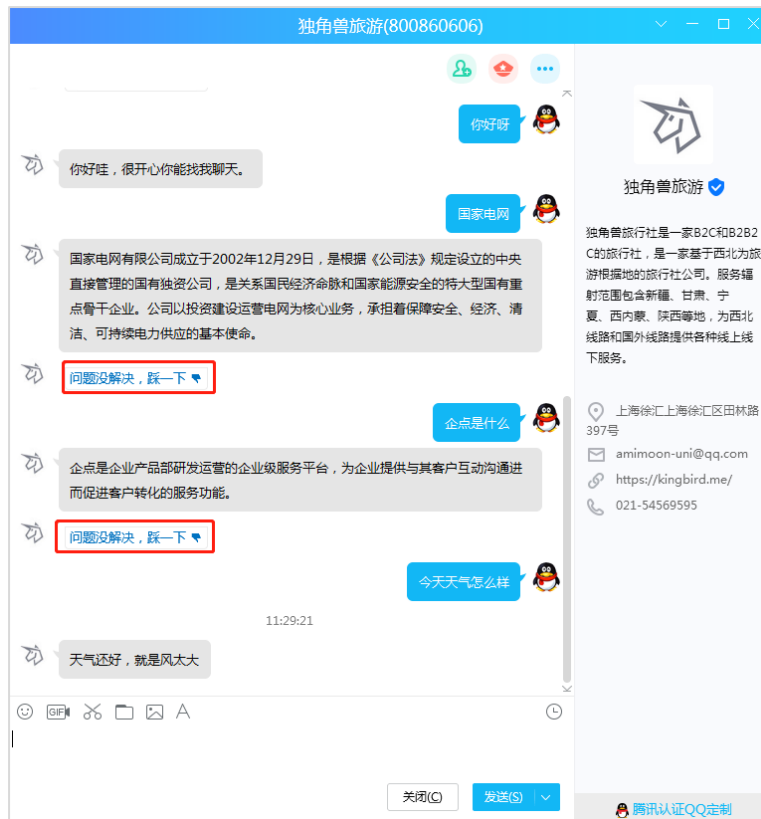 独角兽旅游(800860606)
你好呀
你好哇，很开心你能找我聊天。
国家电网
国家电网有限公司成立于2002年12月29日，是根据《公司法》规定设立的中央
直接管理的国有独资公司，是关系国民经济命脉和国家能源安全的特大型国有重
点骨干企业。公司以投资建设运营电网为核心业务，承担着保障安全、经济、清
洁、可持续电力供应的基本使命。
问题没解决，踩一下
企点是什么
企点是企业产品部研发运营的企业级服务平台，为企业提供与其客户互动沟通进
而促进客户转化的服务功能。
问题没解决，踩一下
今天天气怎么样
11:29:21
天气还好，就是风太大
GIF
关闭(C)
发送(S)
独角兽旅游
独角兽旅行社是一家B2C和B2B2
C的旅行社，是一家基于西北为旅
游根据地的旅行社公司。服务辐
射范围包含新疆、甘肃、宁
夏、西内蒙、陕西等地，为西北
线路和国外线路提供各种线上线
下服务。
上海徐汇上海徐汇区田林路
397号
amimoon-uni@qq.com
https://kingbird.me/
021-54569595
腾讯认证QQ定制